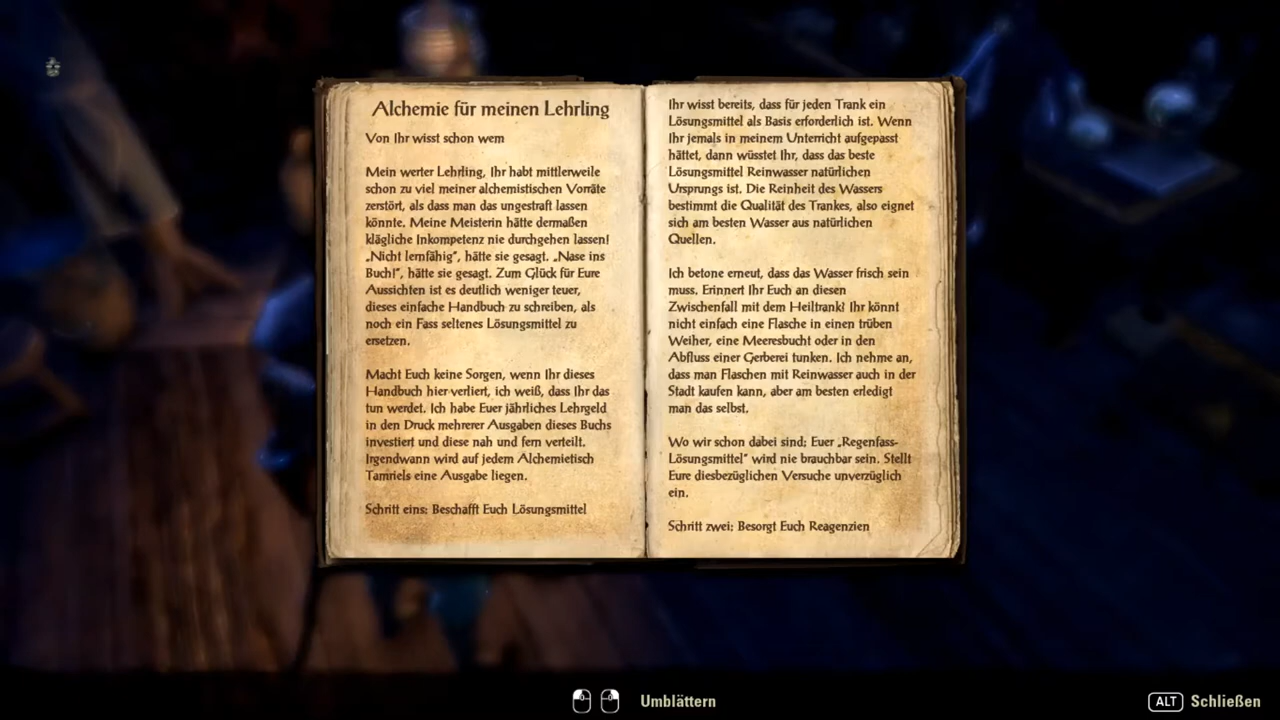 Alchemie für meinen Lehrling
Von Ihr wisst schon wem
Mein werter Lehrling, Ihr habt mittlerweile
schon zu viel meiner alchemistischen Vorräte
zerstört, als dass man das ungestraft lassen
könnte. Meine Meisterin hätte dermaßen
klägliche Inkompetenz nie durchgehen lassen!
„Nicht lernfähig“, hätte sie gesagt. „Nase ins
Buch!“, hätte sie gesagt. Zum Glück für Eure
Aussichten ist es deutlich weniger teuer,
dieses einfache Handbuch zu schreiben, als
noch ein Fass seltenes Lösungsmittel zu
ersetzen.
Macht Euch keine Sorgen, wenn Ihr dieses
Handbuch hier verliert, ich weiß, dass Ihr das
tun werdet. Ich habe Euer jährliches Lehrgeld
in den Druck mehrerer Ausgaben dieses Buchs
investiert und diese nah und fern verteilt.
Irgendwann wird auf jedem Alchemietisch
Tamriels eine Ausgabe liegen.
Schritt eins: Beschafft Euch Lösungsmittel
Ihr wisst bereits, dass für jeden Trank ein
Lösungsmittel als Basis erforderlich ist. Wenn
Ihr jemals in meinem Unterricht aufgepasst
hättet, dann wüsstet Ihr, dass das beste
Lösungsmittel Reinwasser natürlichen
Ursprungs ist. Die Reinheit des Wassers
bestimmt die Qualität des Trankes, also eignet
sich am besten Wasser aus natürlichen
Quellen.
Ich betone erneut, dass das Wasser frisch sein
muss. Erinnert Ihr Euch an diesen
Zwischenfall mit dem Heiltrank? Ihr könnt
nicht einfach eine Flasche in einen trüben
Weiher, eine Meeresbucht oder in den
Abfluss einer Gerberei tunken. Ich nehme an,
dass man Flaschen mit Reinwasser auch in der
Stadt kaufen kann, aber am besten erledigt
man das selbst.
Wo wir schon dabei sind; Euer „Regenfass-
Lösungsmittel“ wird nie brauchbar sein. Stellt
Eure diesbezüglichen Versuche unverzüglich
ein.
Schritt zwei: Besorgt Euch Reagenzien
Umblättern
ALT Schließen